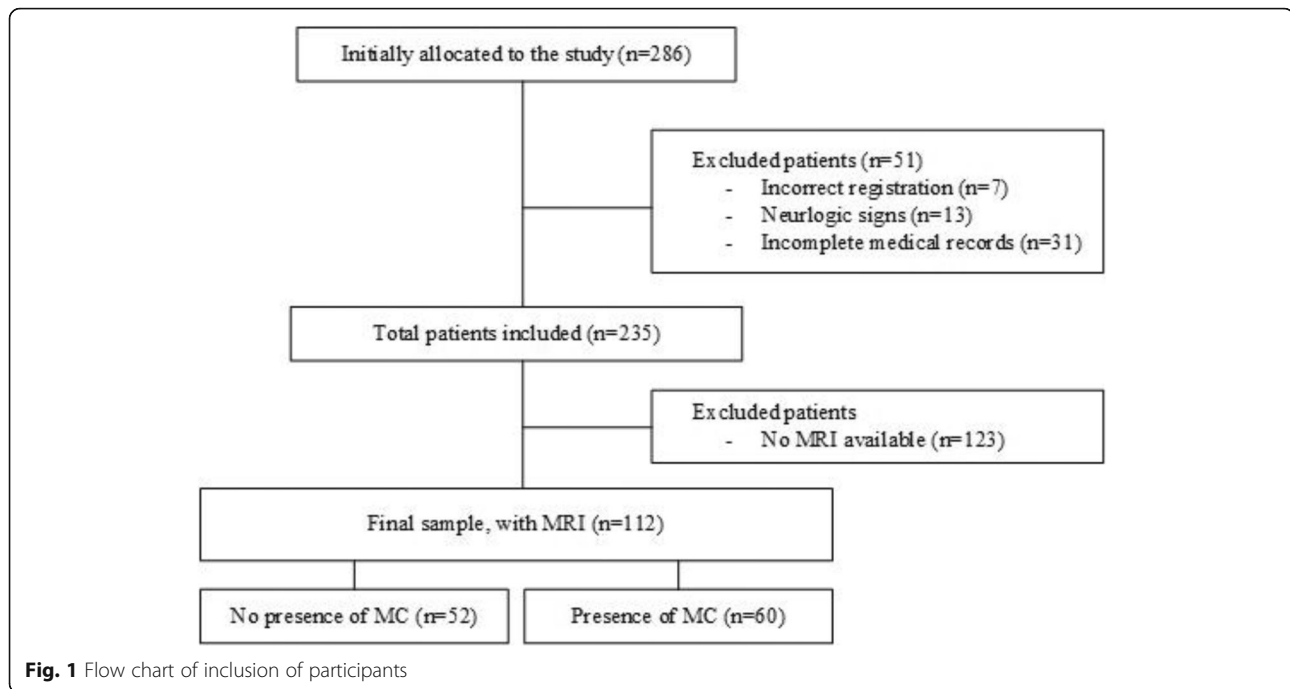 Initially allocated to the study (n=286)
Excluded patients (n=51)
- Incorrect registration (n=7)
- Neurlogic signs (n=13)
- Incomplete medical records (n=31)
Total patients included (n=235)
Excluded patients
- No MRI available (n=123)
Final sample, with MRI (n=112)
No presence of MC (n=52)
Presence of MC (n=60)
Fig. 1 Flow chart of inclusion of participants